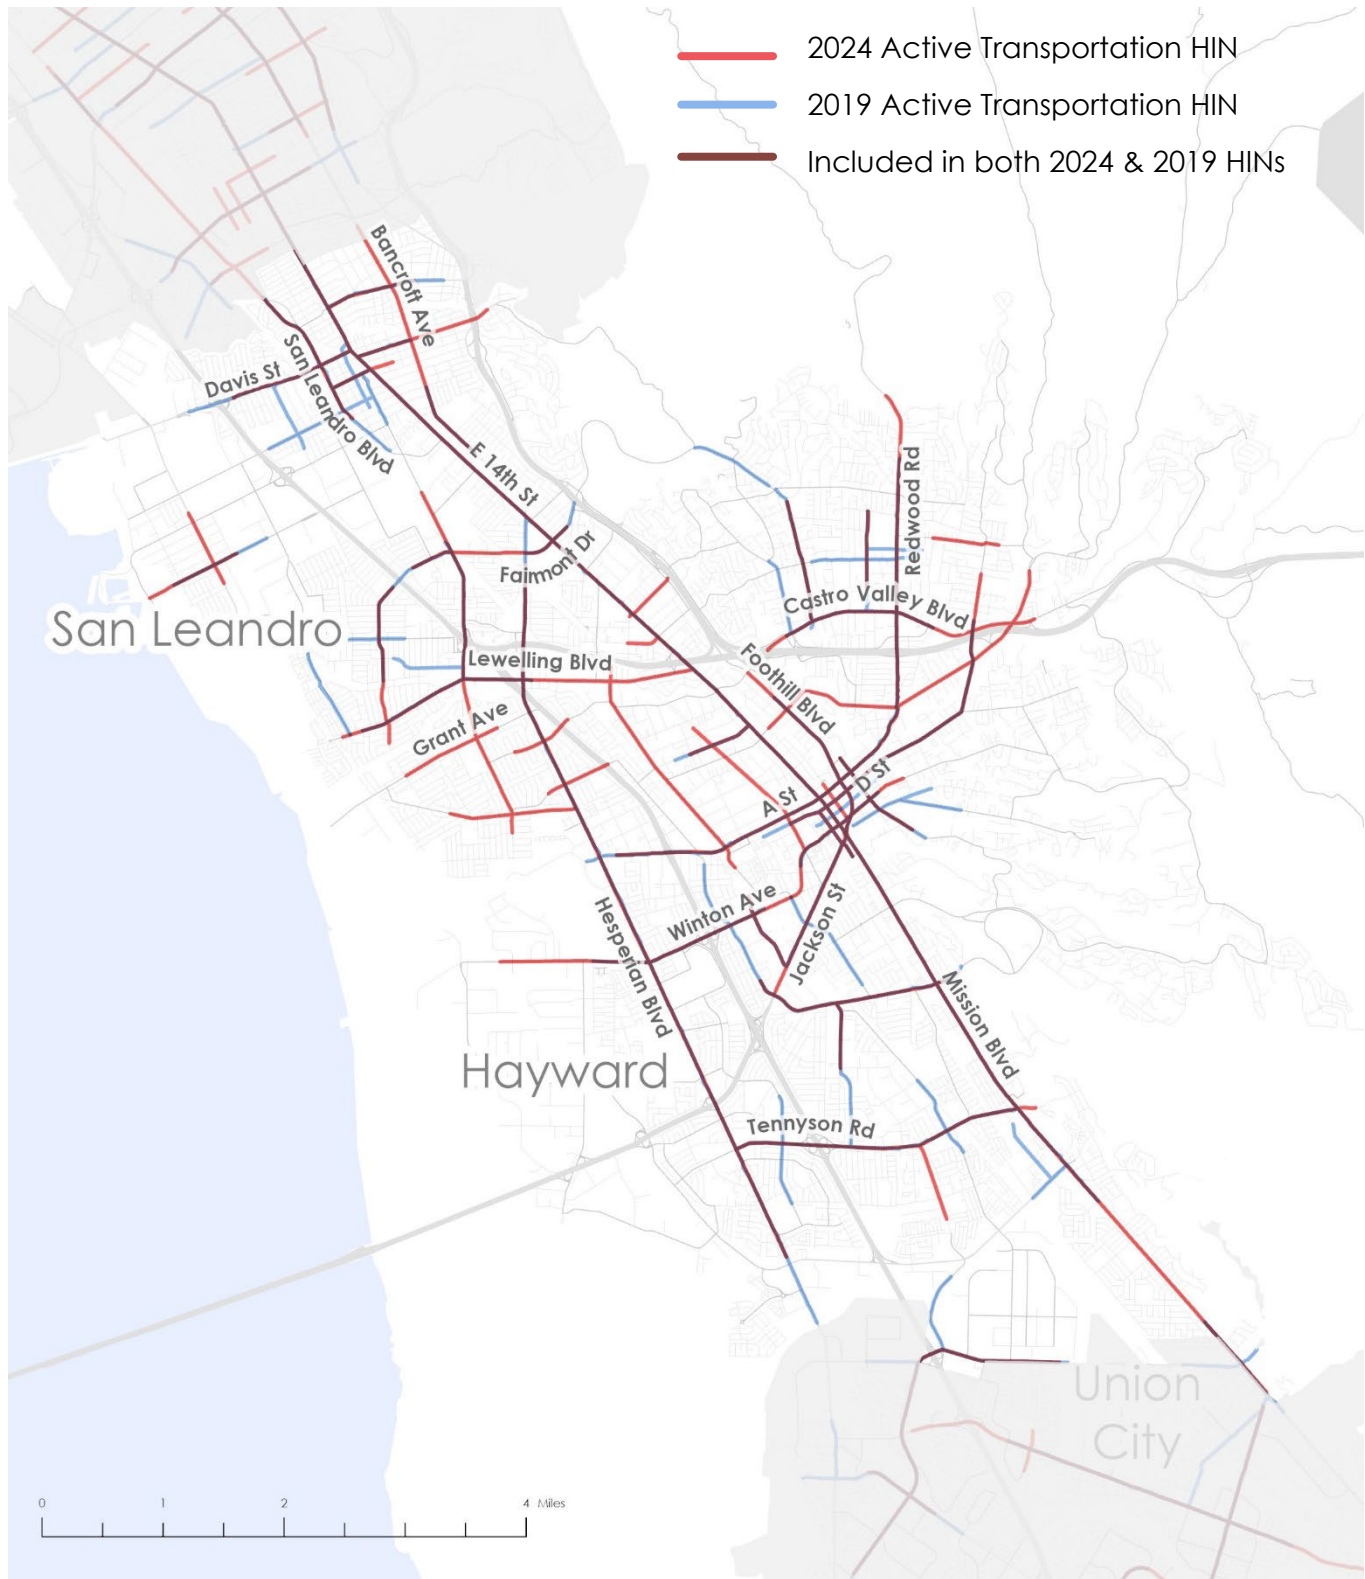 2024 Active Transportation HIN
2019 Active Transportation HIN
Included in both 2024 & 2019 HINs
Bancroft Ave
San Leandro Blvd
Davis St
E 14th St
Redwood Rd
Fairmont Dr
Castro Valley Blvd
San Leandro
Lewelling Blvd
Foothill Blvd
Grant Ave
D St
A St
Winton Ave
Jackson St
Hesperian Blvd
Mission Blvd
Hayward
Tennyson Rd
Union
City
0 1 2 4 Miles